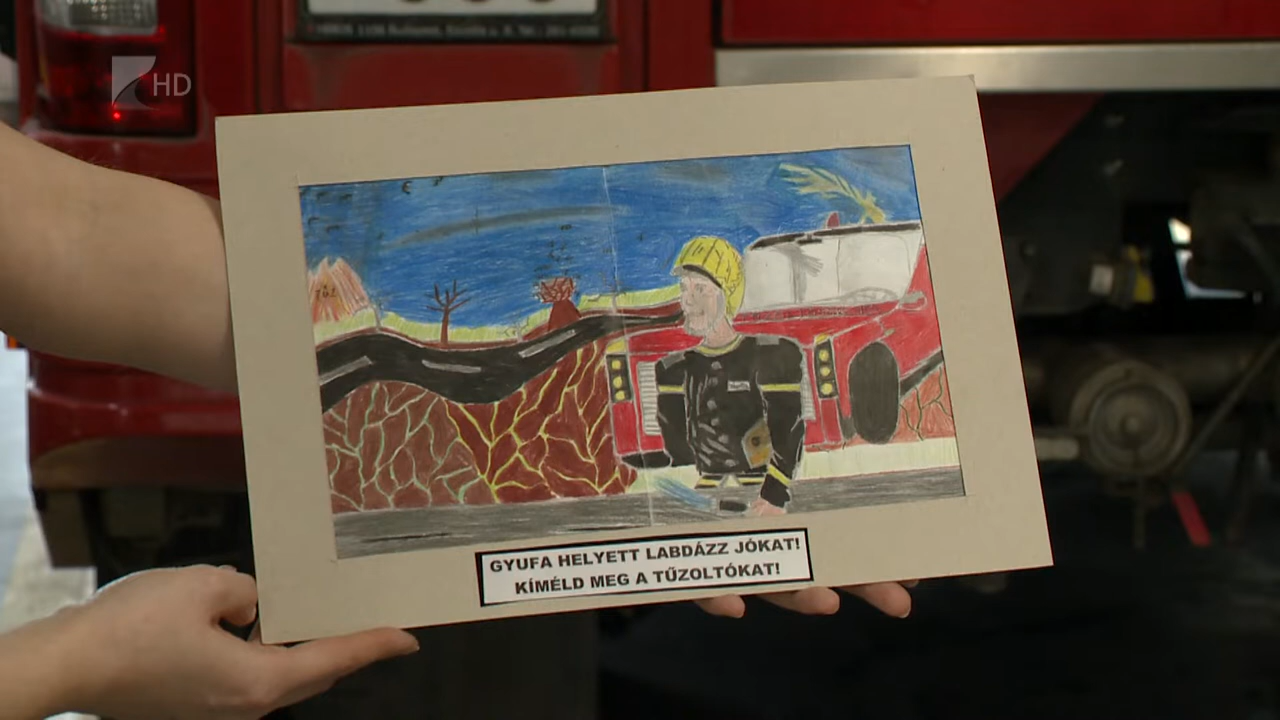 HD
TŰZ
GYUFA HELYETT LABDÁZZ JÓKAT!
KÍMÉLD MEG A TŰZOLTÓKAT!